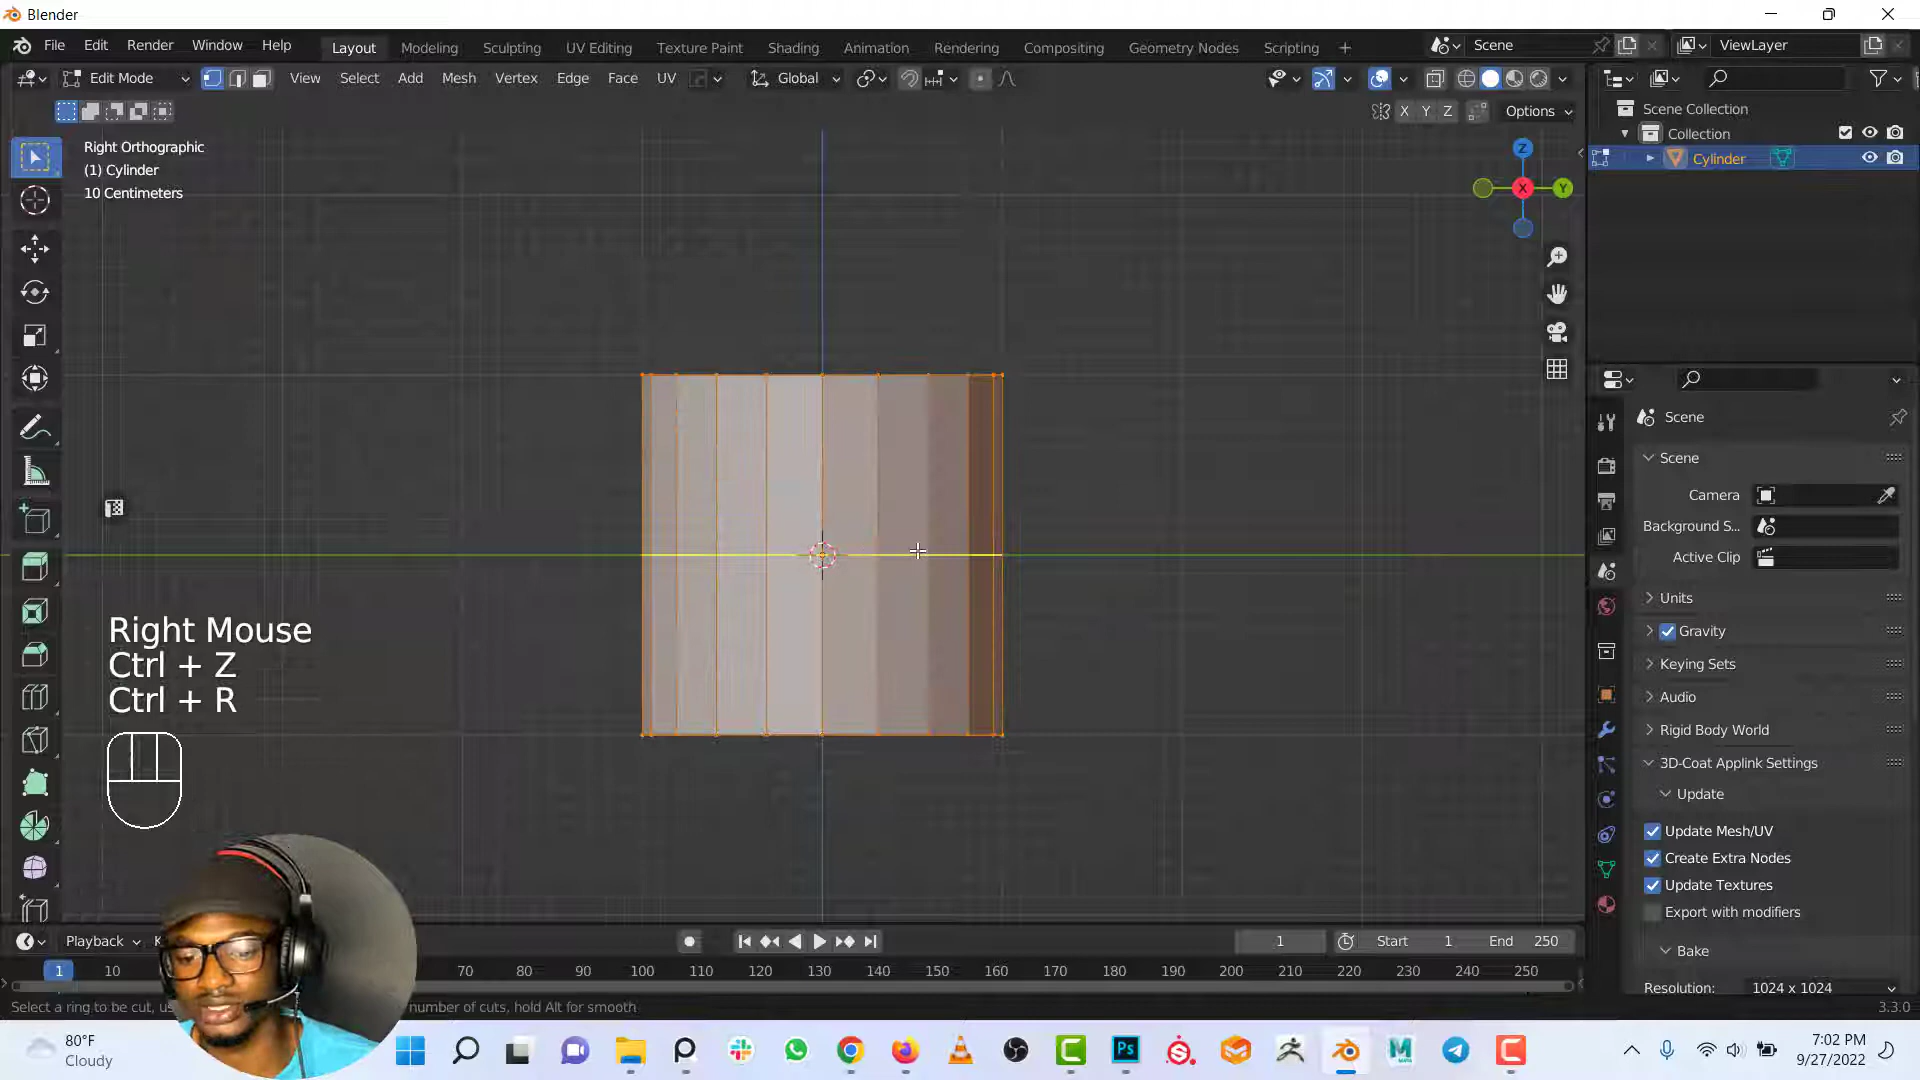 Blender
File Edit Render Window Help Layout Modeling Sculpting UV Editing Texture Paint Shading Animation Rendering Compositing Geometry Nodes Scripting + Scene ViewLayer
Edit Mode View Select Add Mesh Vertex Edge Face UV Global
X Y Z Options
Scene Collection
Collection
Cylinder
Right Orthographic
(1) Cylinder
10 Centimeters
Z
X Y
Scene
Scene
Camera
Background S...
Active Clip
Units
Gravity
Keying Sets
Audio
Rigid Body World
3D-Coat Applink Settings
Update
Update Mesh/UV
Create Extra Nodes
Update Textures
Export with modifiers
Bake
Resolution: 1024 x 1024
Right Mouse
Ctrl + Z
Ctrl + R
Playback K 1 Start 1 End 250
1 10 70 80 90 100 110 120 130 140 150 160 170 180 190 200 210 220 230 240 250
Select a ring to be cut, us number of cuts, hold Alt for smooth 3.3.0
80°F
Cloudy
Ps
7:02 PM
9/27/2022